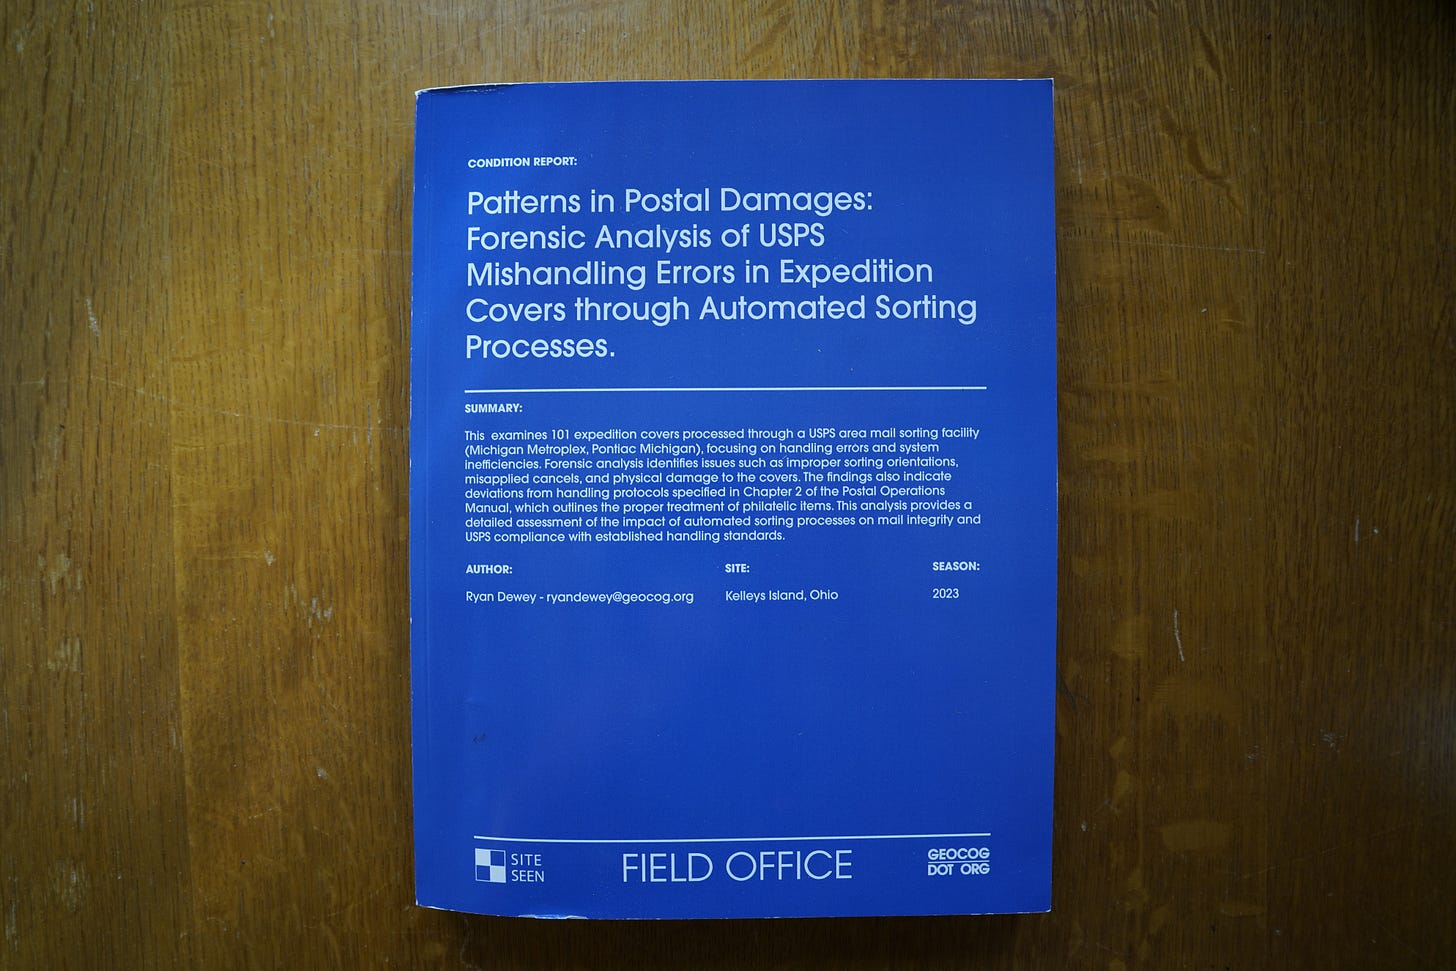 CONDITION REPORT:
Patterns in Postal Damages:
Forensic Analysis of USPS
Mishandling Errors in Expedition
Covers through Automated Sorting
Processes.
SUMMARY:
This  examines 101 expedition covers processed through a USPS area mail sorting facility
(Michigan Metroplex, Pontiac Michigan), focusing on handling errors and system
inefficiencies. Forensic analysis identifies issues such as improper sorting orientations,
misapplied cancels, and physical damage to the covers. The findings also indicate
deviations from handling protocols specified in Chapter 2 of the Postal Operations
Manual, which outlines the proper treatment of philatelic items. This analysis provides a
detailed assessment of the impact of automated sorting processes on mail integrity and
USPS compliance with established handling standards.
AUTHOR:
Ryan Dewey - ryandewey@geocog.org
SITE:
Kelleys Island, Ohio
SEASON:
2023
SITE
SEEN
FIELD OFFICE
GEOCOG
DOT ORG